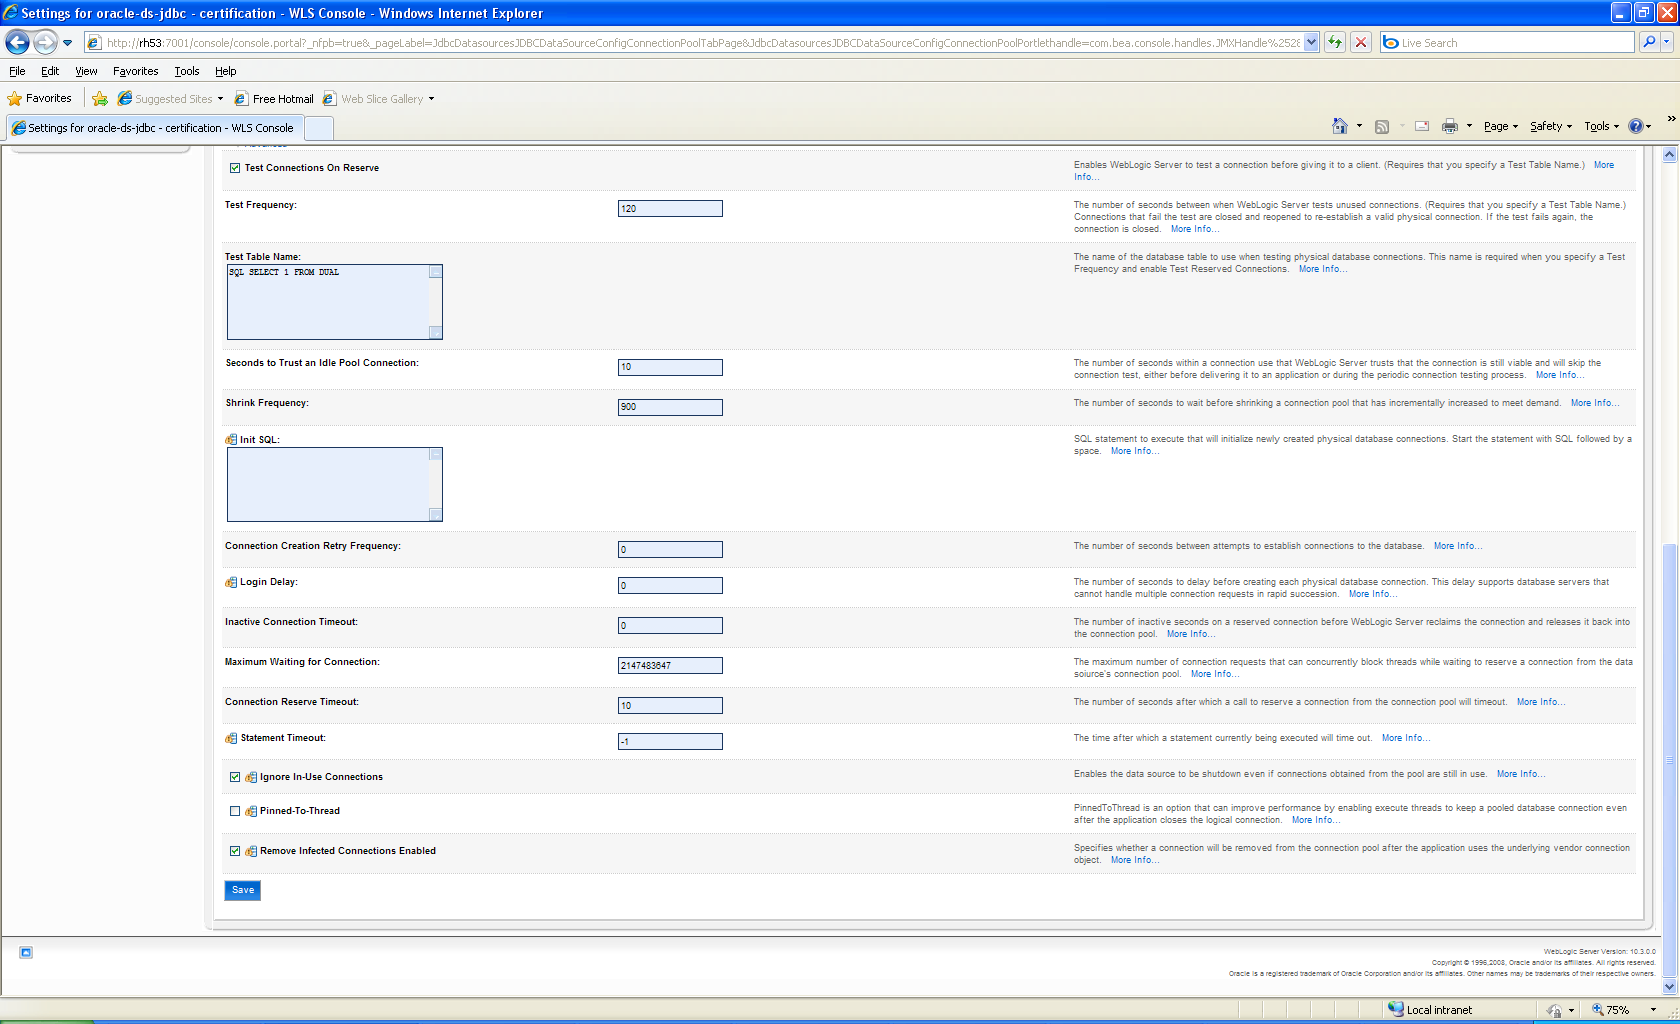 Settings for oracle-ds-jdbc - certification - WLS Console - Windows Internet Explorer
http://rh53:7001/console/console.portal?_nfpb=true&_pageLabel=JdbcDatasourcesJDBCDataSourceConfigConnectionPoolTabPage&JdbcDatasourcesJDBCDataSourceConfigConnectionPoolPortlethandle=com.bea.console.handles.JMXHandle%2528
Live Search
File Edit View Favorites Tools Help
Favorites Suggested Sites Free Hotmail Web Slice Gallery
Settings for oracle-ds-jdbc - certification - WLS Console
Page Safety Tools »
Test Connections On Reserve
Enables WebLogic Server to test a connection before giving it to a client. (Requires that you specify a Test Table Name.) More
Info...
Test Frequency:
120
The number of seconds between when WebLogic Server tests unused connections. (Requires that you specify a Test Table Name.)
Connections that fail the test are closed and reopened to re-establish a valid physical connection. If the test fails again, the
connection is closed. More Info...
Test Table Name:
SQL SELECT 1 FROM DUAL
The name of the database table to use when testing physical database connections. This name is required when you specify a Test
Frequency and enable Test Reserved Connections. More Info...
Seconds to Trust an Idle Pool Connection:
10
The number of seconds within a connection use that WebLogic Server trusts that the connection is still viable and will skip the
connection test, either before delivering it to an application or during the periodic connection testing process. More Info...
Shrink Frequency:
900
The number of seconds to wait before shrinking a connection pool that has incrementally increased to meet demand. More Info...
Init SQL:
SQL statement to execute that will initialize newly created physical database connections. Start the statement with SQL followed by a
space. More Info...
Connection Creation Retry Frequency:
0
The number of seconds between attempts to establish connections to the database. More Info...
Login Delay:
0
The number of seconds to delay before creating each physical database connection. This delay supports database servers that
cannot handle multiple connection requests in rapid succession. More Info...
Inactive Connection Timeout:
0
The number of inactive seconds on a reserved connection before WebLogic Server reclaims the connection and releases it back into
the connection pool. More Info...
Maximum Waiting for Connection:
2147483647
The maximum number of connection requests that can concurrently block threads while waiting to reserve a connection from the data
soiurce's connection pool. More Info...
Connection Reserve Timeout:
10
The number of seconds after which a call to reserve a connection from the connection pool will timeout. More Info...
Statement Timeout:
-1
The time after which a statement currently being executed will time out. More Info...
Ignore In-Use Connections
Enables the data source to be shutdown even if connections obtained from the pool are still in use. More Info...
Pinned-To-Thread
PinnedToThread is an option that can improve performance by enabling execute threads to keep a pooled database connection even
after the application closes the logical connection. More Info...
Remove Infected Connections Enabled
Specifies whether a connection will be removed from the connection pool after the application uses the underlying vendor connection
object. More Info...
Save
WebLogic Server Version: 10.3.0.0
Copyright © 1996,2008, Oracle and/or its affiliates. All rights reserved.
Oracle is a registered trademark of Oracle Corporation and/or its affiliates. Other names may be trademarks of their respective owners.
Local intranet 75%